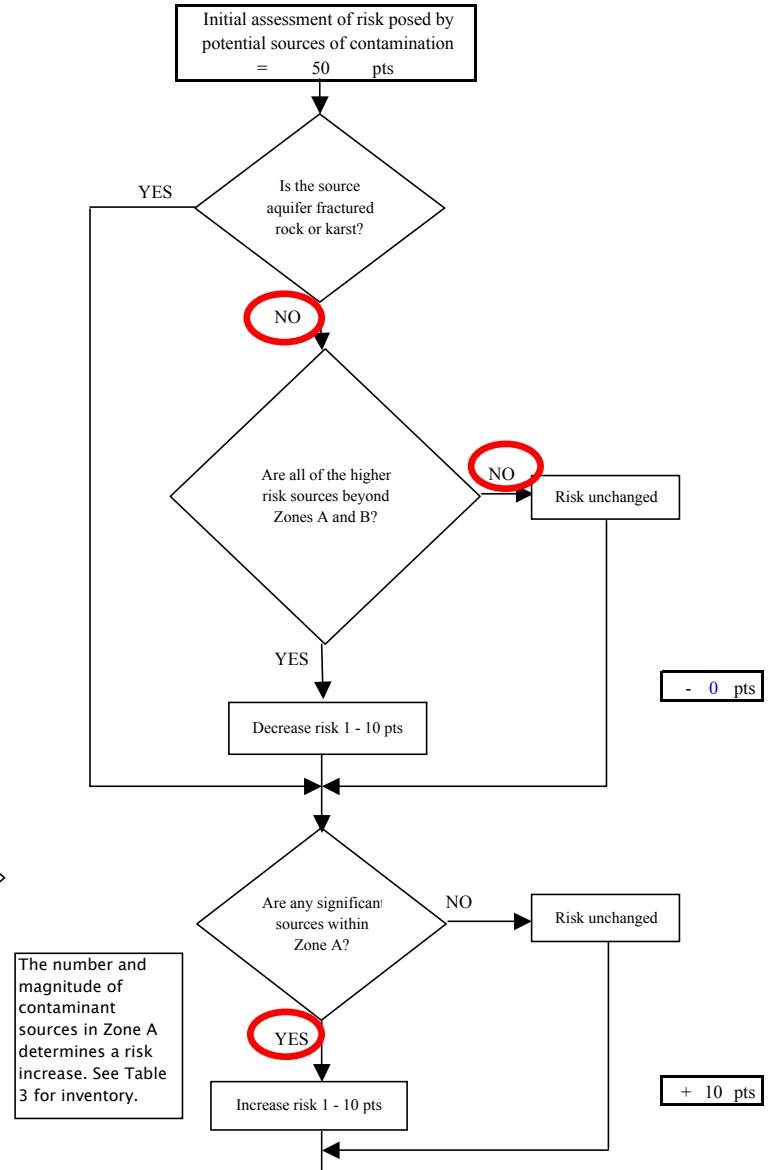 Initial assessment of risk posed by
potential sources of contamination
= 50 pts
YES
Is the source
aquifer fractured
rock or karst?
NO
Are all of the higher
risk sources beyond
Zones A and B?
NO
Risk unchanged
YES
- 0 pts
Decrease risk 1 - 10 pts
Are any significant
sources within
Zone A?
NO
Risk unchanged
The number and
magnitude of
contaminant
sources in Zone A
determines a risk
increase. See Table
3 for inventory.
YES
Increase risk 1 - 10 pts
+ 10 pts